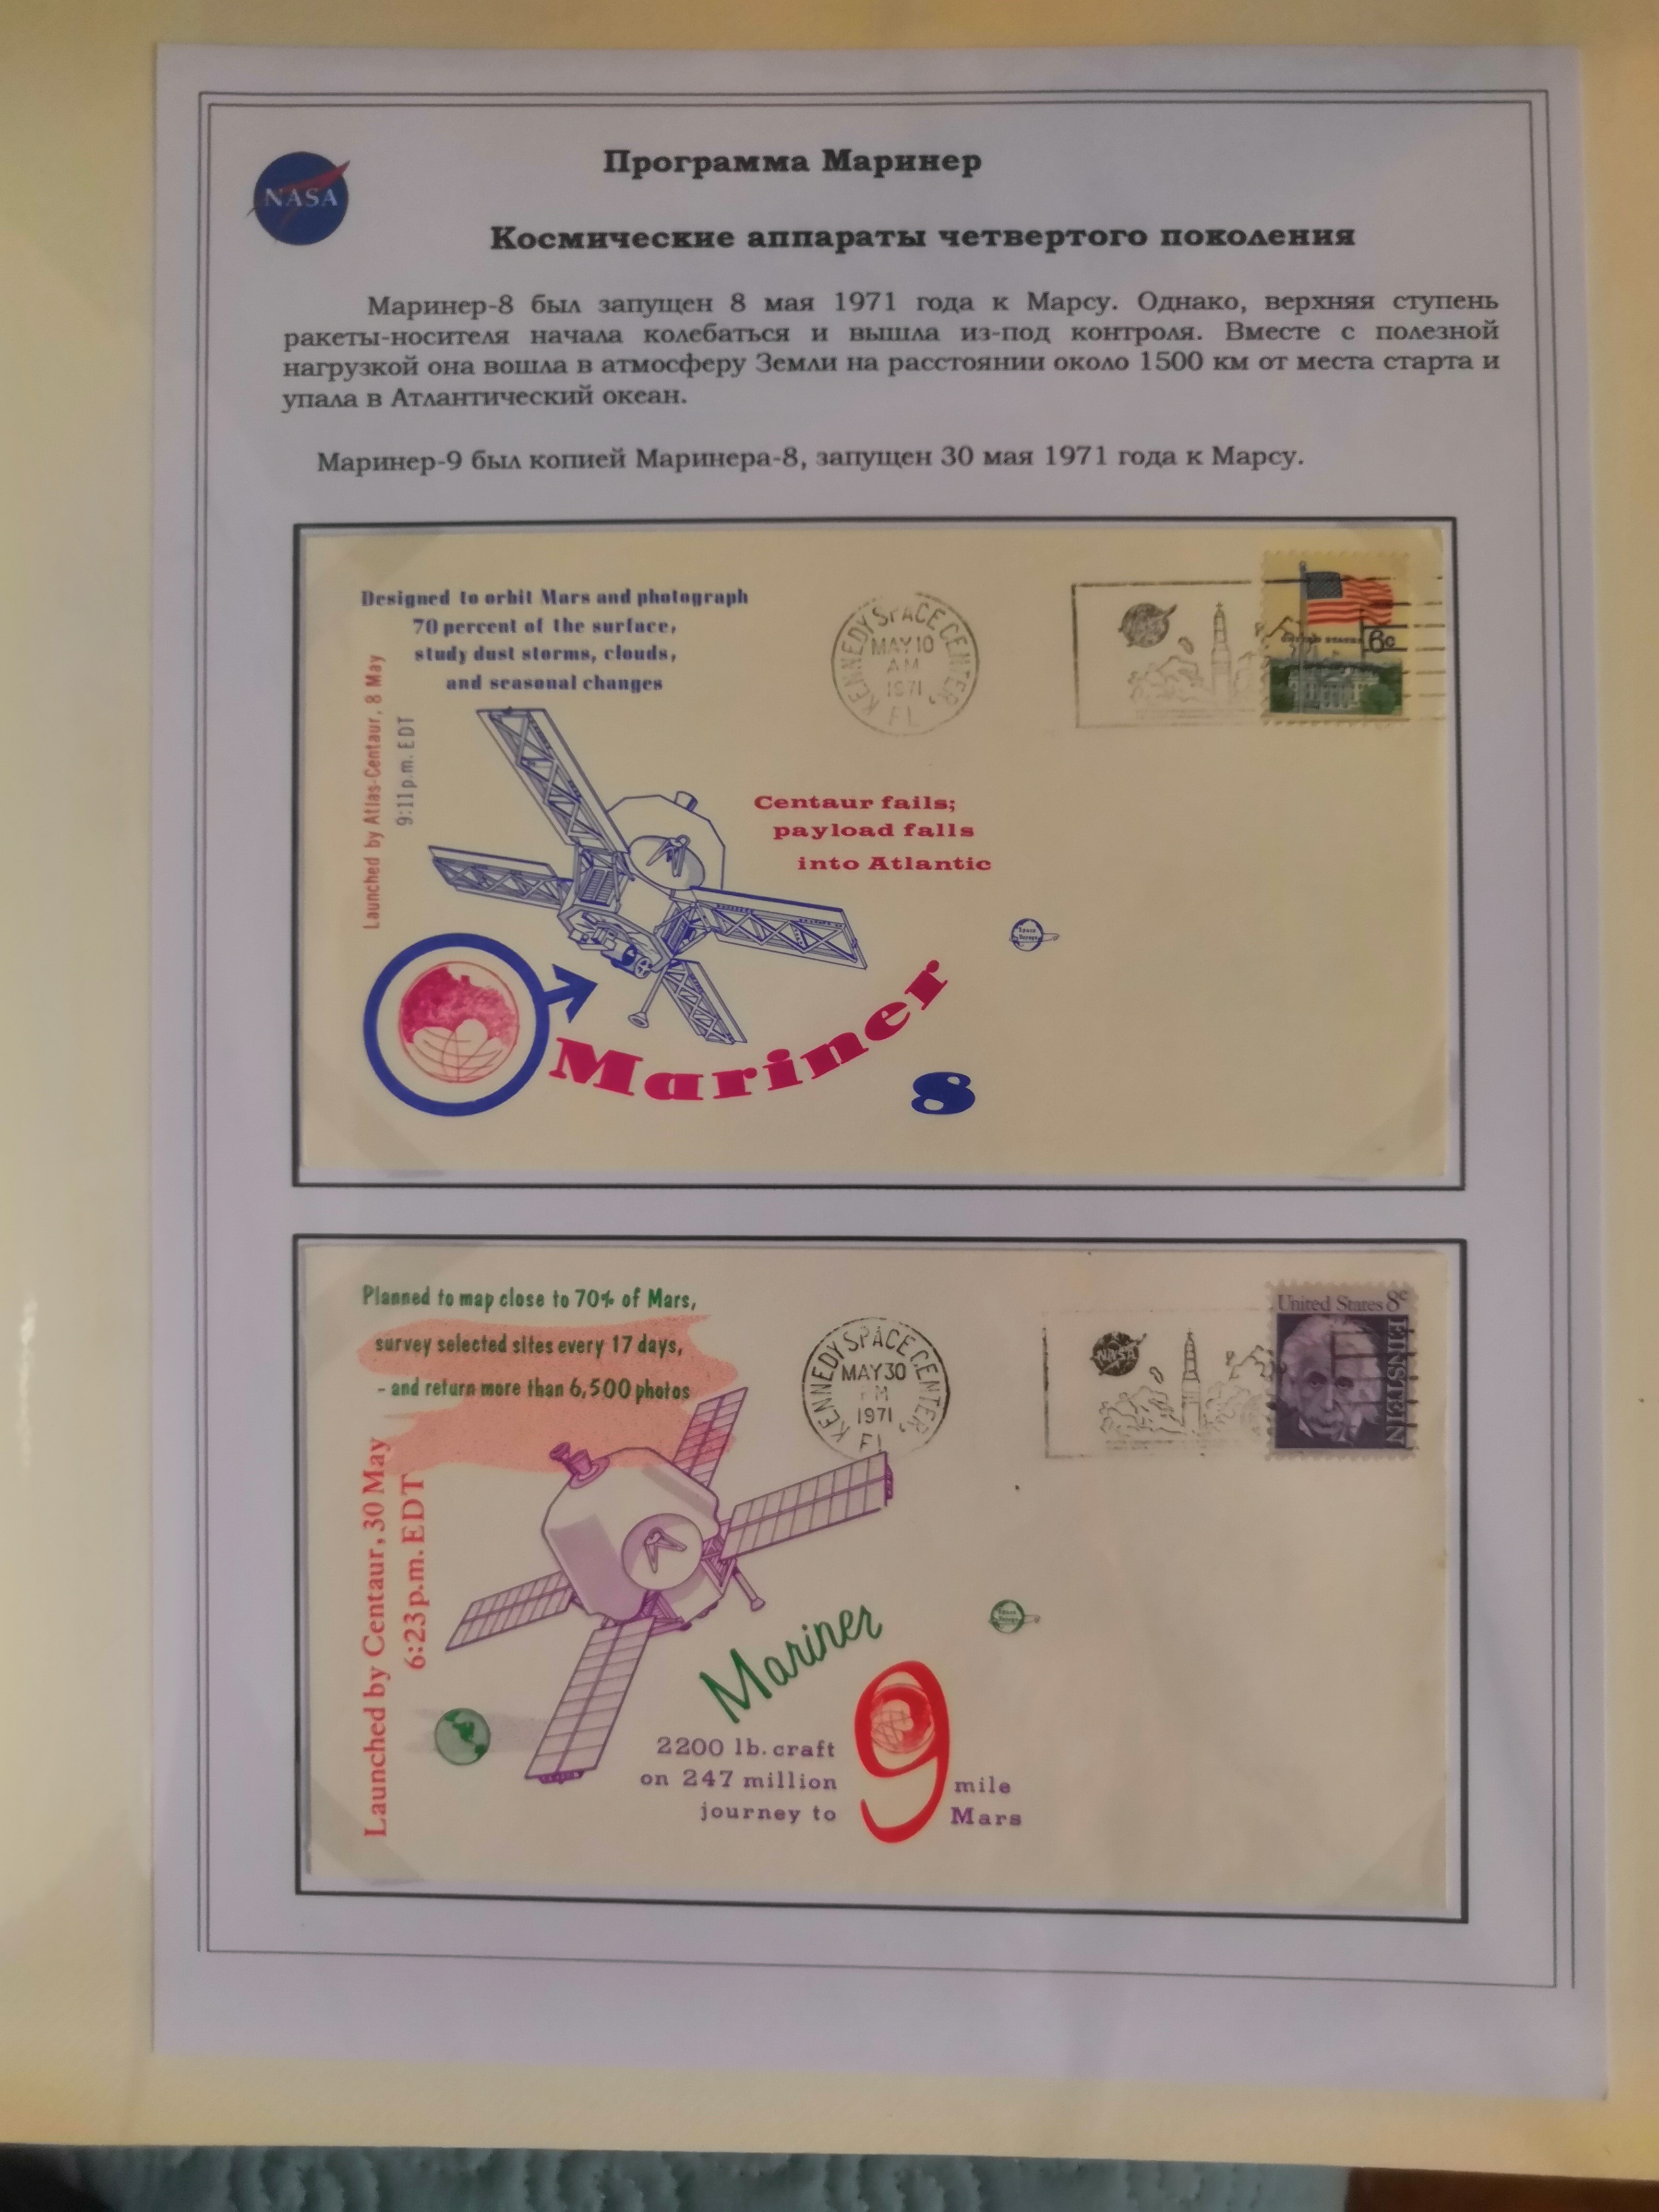 NASA
Программа Маринер
Космические аппараты четвертого поколения
Маринер-8 был запущен 8 мая 1971 года к Марсу. Однако, верхняя ступень
ракеты-носителя начала колебаться и вышла из-под контроля. Вместе с полезной
нагрузкой она вошла в атмосферу Земли на расстоянии около 1500 км от места старта и
упала в Атлантический океан.
Маринер-9 был копией Маринера-8, запущен 30 мая 1971 года к Марсу.
Designed to orbit Mars and photograph
70 percent of the surface,
study dust storms, clouds,
and seasonal changes
Launched by Atlas-Centaur, 8 May
9:11p.m. EDT
KENNEDY SPACE CENTER,
MAY 10
AM
1971
FL
UNITED STATES
6c
Centaur fails;
payload falls
into Atlantic
Mariner
8
Planned to map close to 70% of Mars,
survey selected sites every 17 days,
- and return more than 6,500 photos
Launched by Centaur, 30 May
6:23p.m. EDT
KENNEDY SPACE CENTER,
MAY 30
PM
1971
FL
NASA
United States 8c
EINSTEIN
Mariner
9
2200 lb. craft
on 247 million mile
journey to Mars